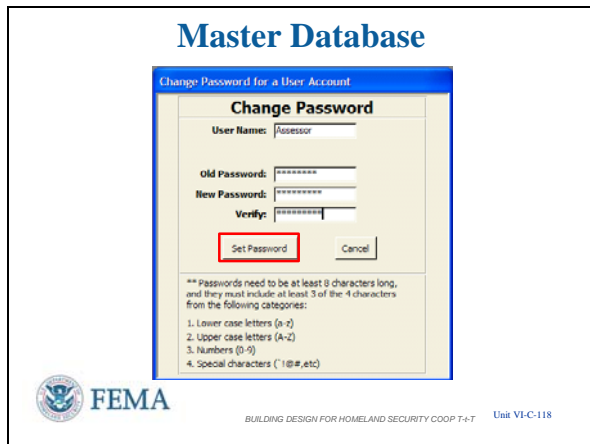 Master Database
Change Password for a User Account
Change Password
User Name: Assessor
Old Password: ********
New Password: *********
Verify: *********
Set Password Cancel
** Passwords need to be at least 8 characters long,
and they must include at least 3 of the 4 characters
from the following categories:
1. Lower case letters (a-z)
2. Upper case letters (A-Z)
3. Numbers (0-9)
4. Special characters (`!@#,etc)
FEMA
BUILDING DESIGN FOR HOMELAND SECURITY COOP T-t-T Unit VI-C-118